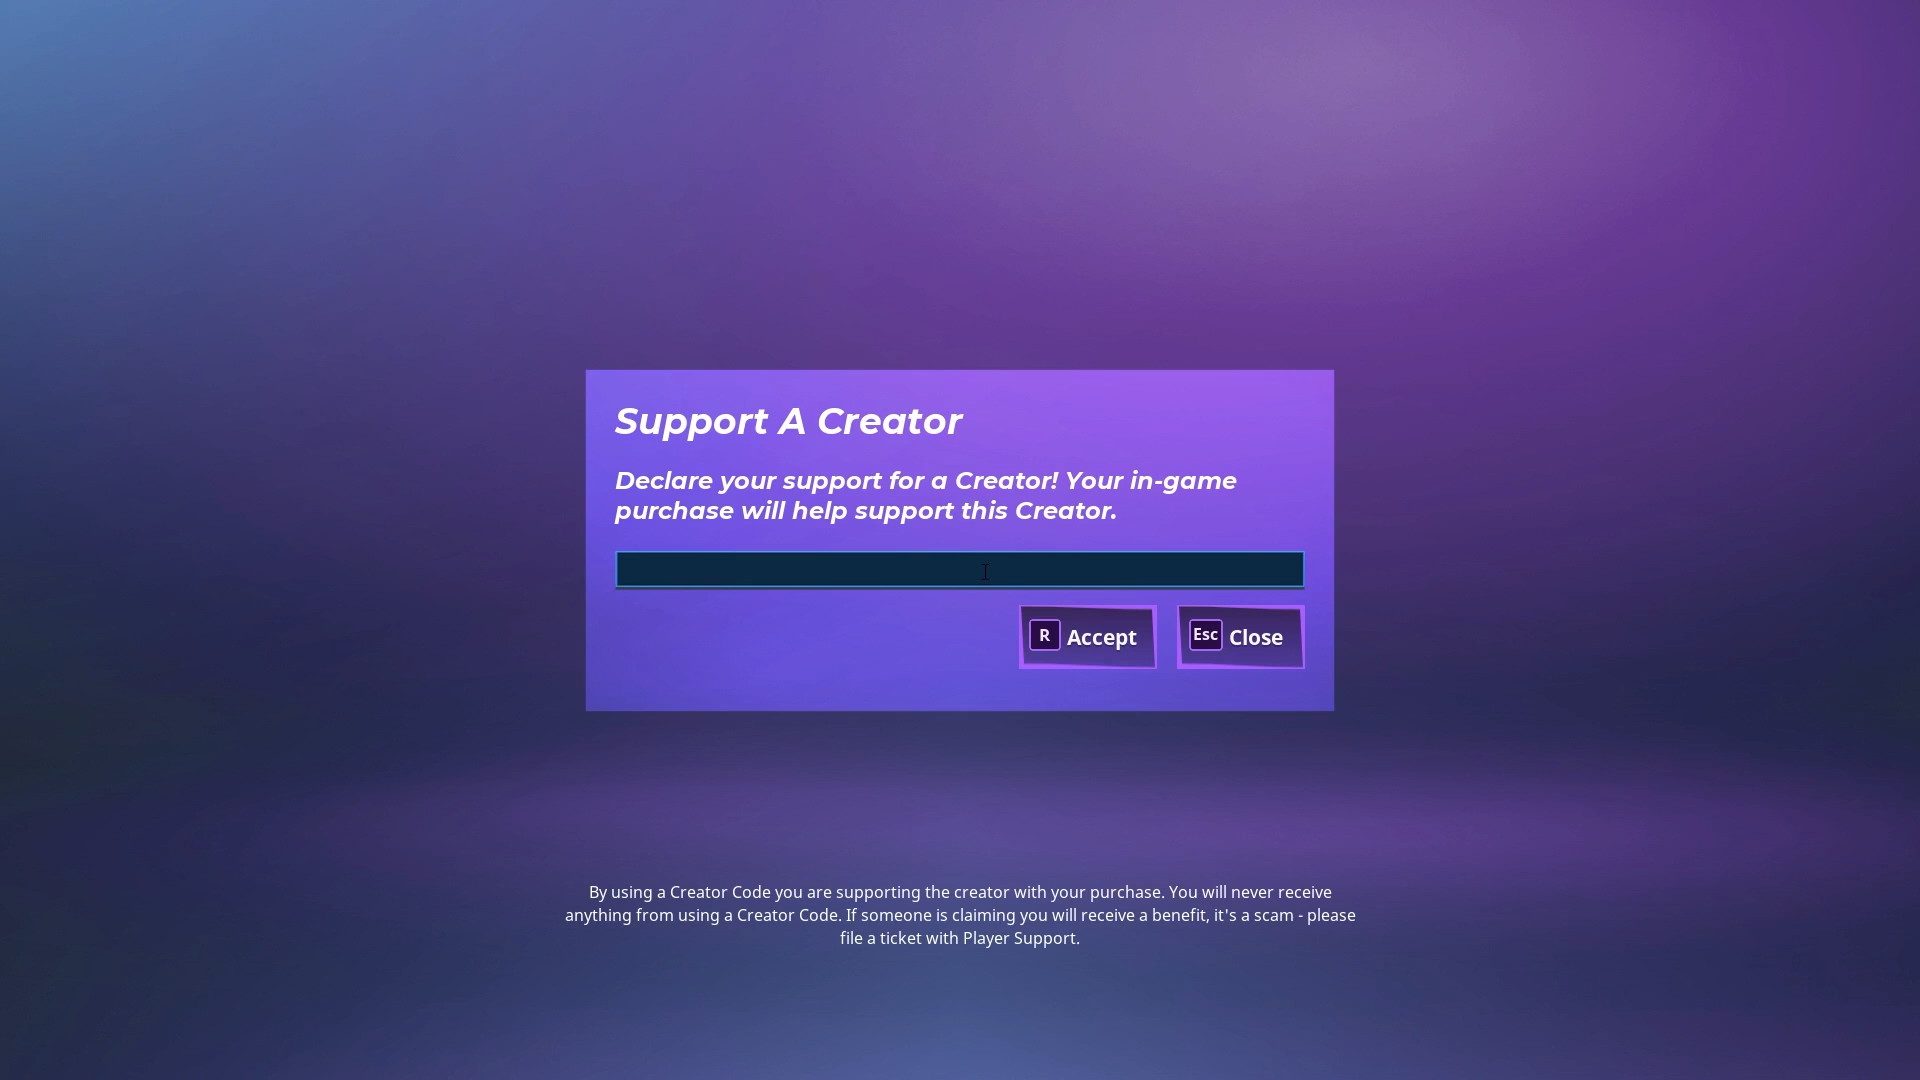 Support A Creator
Declare your support for a Creator! Your in-game
purchase will help support this Creator.
R Accept
Esc Close
By using a Creator Code you are supporting the creator with your purchase. You will never receive
anything from using a Creator Code. If someone is claiming you will receive a benefit, it's a scam - please
file a ticket with Player Support.